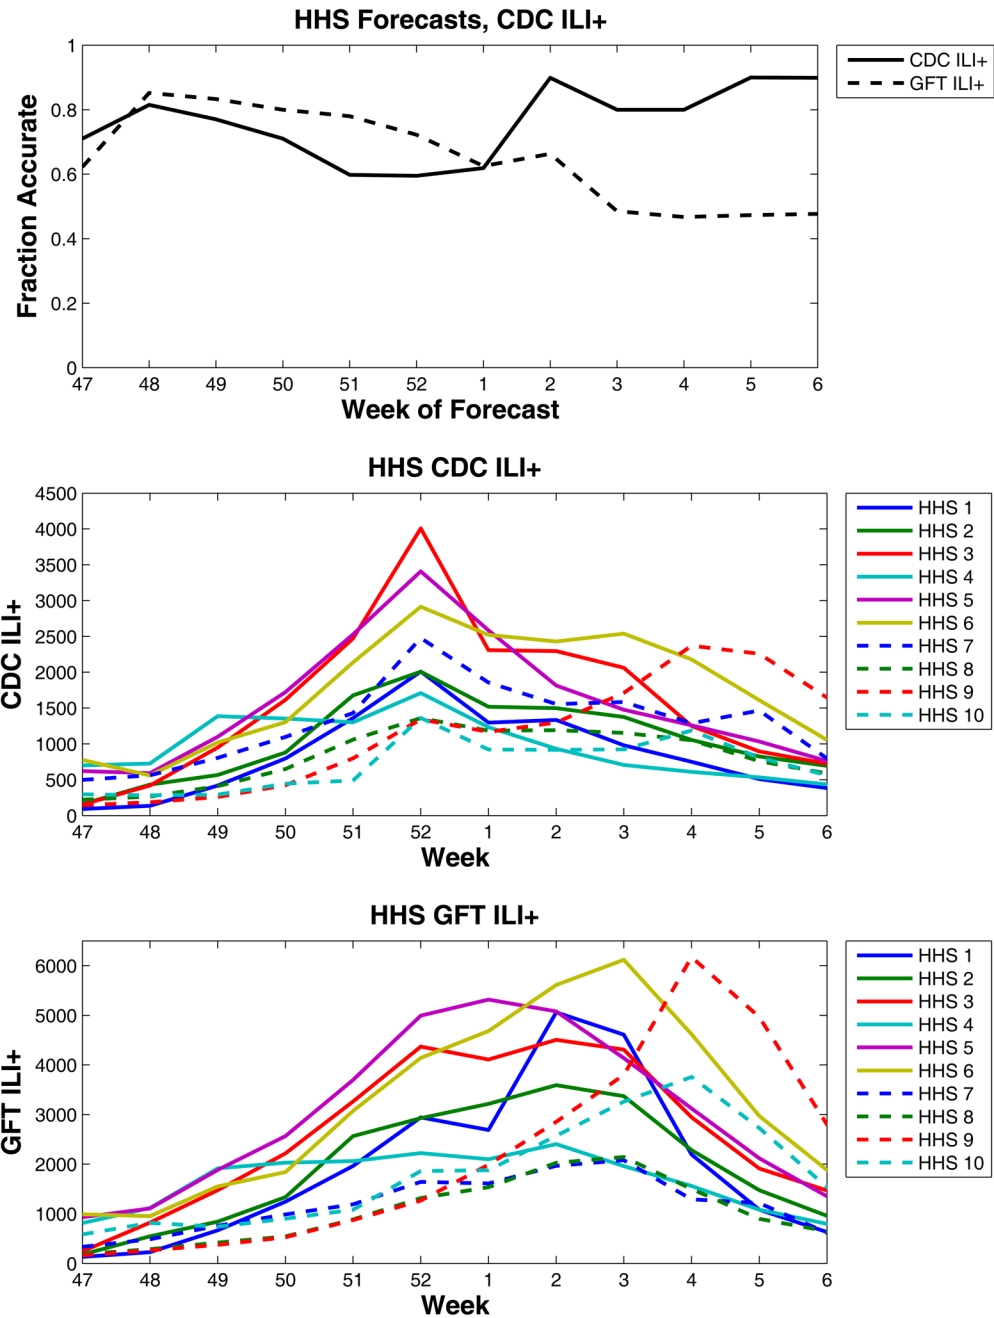 HHS Forecasts, CDC ILI+
1
0.8
0.6
0.4
0.2
0
Fraction Accurate
47 48 49 50 51 52 1 2 3 4 5 6
Week of Forecast
CDC ILI+
GFT ILI+
HHS CDC ILI+
4500
4000
3500
3000
2500
2000
1500
1000
500
0
CDC ILI+
47 48 49 50 51 52 1 2 3 4 5 6
Week
HHS 1
HHS 2
HHS 3
HHS 4
HHS 5
HHS 6
HHS 7
HHS 8
HHS 9
HHS 10
HHS GFT ILI+
6000
5000
4000
3000
2000
1000
0
GFT ILI+
47 48 49 50 51 52 1 2 3 4 5 6
Week
HHS 1
HHS 2
HHS 3
HHS 4
HHS 5
HHS 6
HHS 7
HHS 8
HHS 9
HHS 10